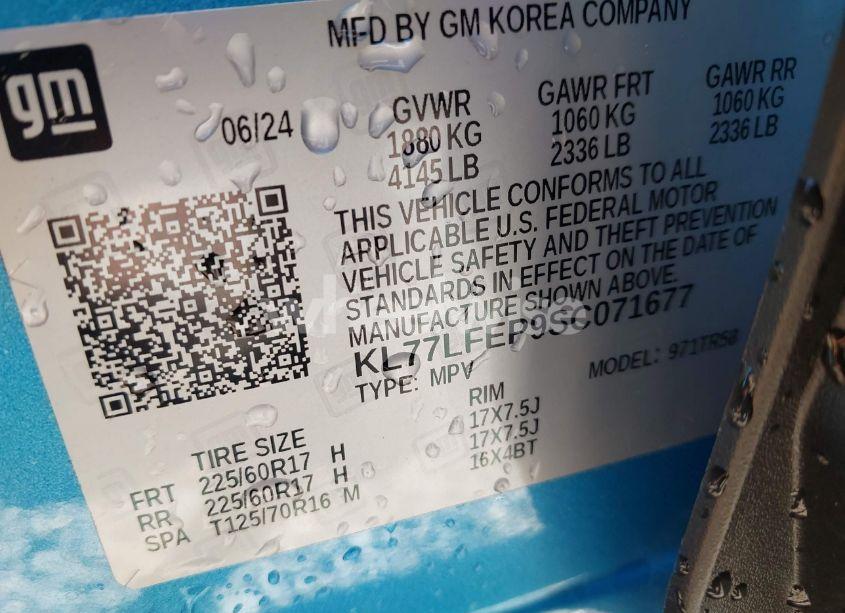 MFD BY GM KOREA COMPANY
gm
06/24
GVWR GAWR FRT GAWR RR
1880 KG 1060 KG 1060 KG
4145 LB 2336 LB 2336 LB
THIS VEHICLE CONFORMS TO ALL
APPLICABLE U.S. FEDERAL MOTOR
VEHICLE SAFETY AND THEFT PREVENTION
STANDARDS IN EFFECT ON THE DATE OF
MANUFACTURE SHOWN ABOVE.
KL77LFEP9SC071677
TYPE: MPV MODEL: 971TR58
TIRE SIZE RIM
FRT 225/60R17 H 17X7.5J
RR 225/60R17 H 17X7.5J
SPA T125/70R16 M 16X4BT